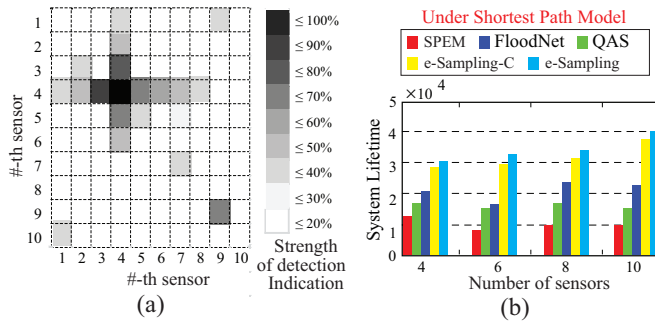 1
2
3
4
5
6
7
8
9
10
#-th sensor
1 2 3 4 5 6 7 8 9 10
#-th sensor
(a)
≤ 100%
≤ 90%
≤ 80%
≤ 70%
≤ 60%
≤ 50%
≤ 40%
≤ 30%
≤ 20%
Strength
of detection
Indication
Under Shortest Path Model
SPEM FloodNet QAS
e-Sampling-C e-Sampling
5 × 10^4
4
3
2
1
0
System Lifetime
4 6 8 10
Number of sensors
(b)